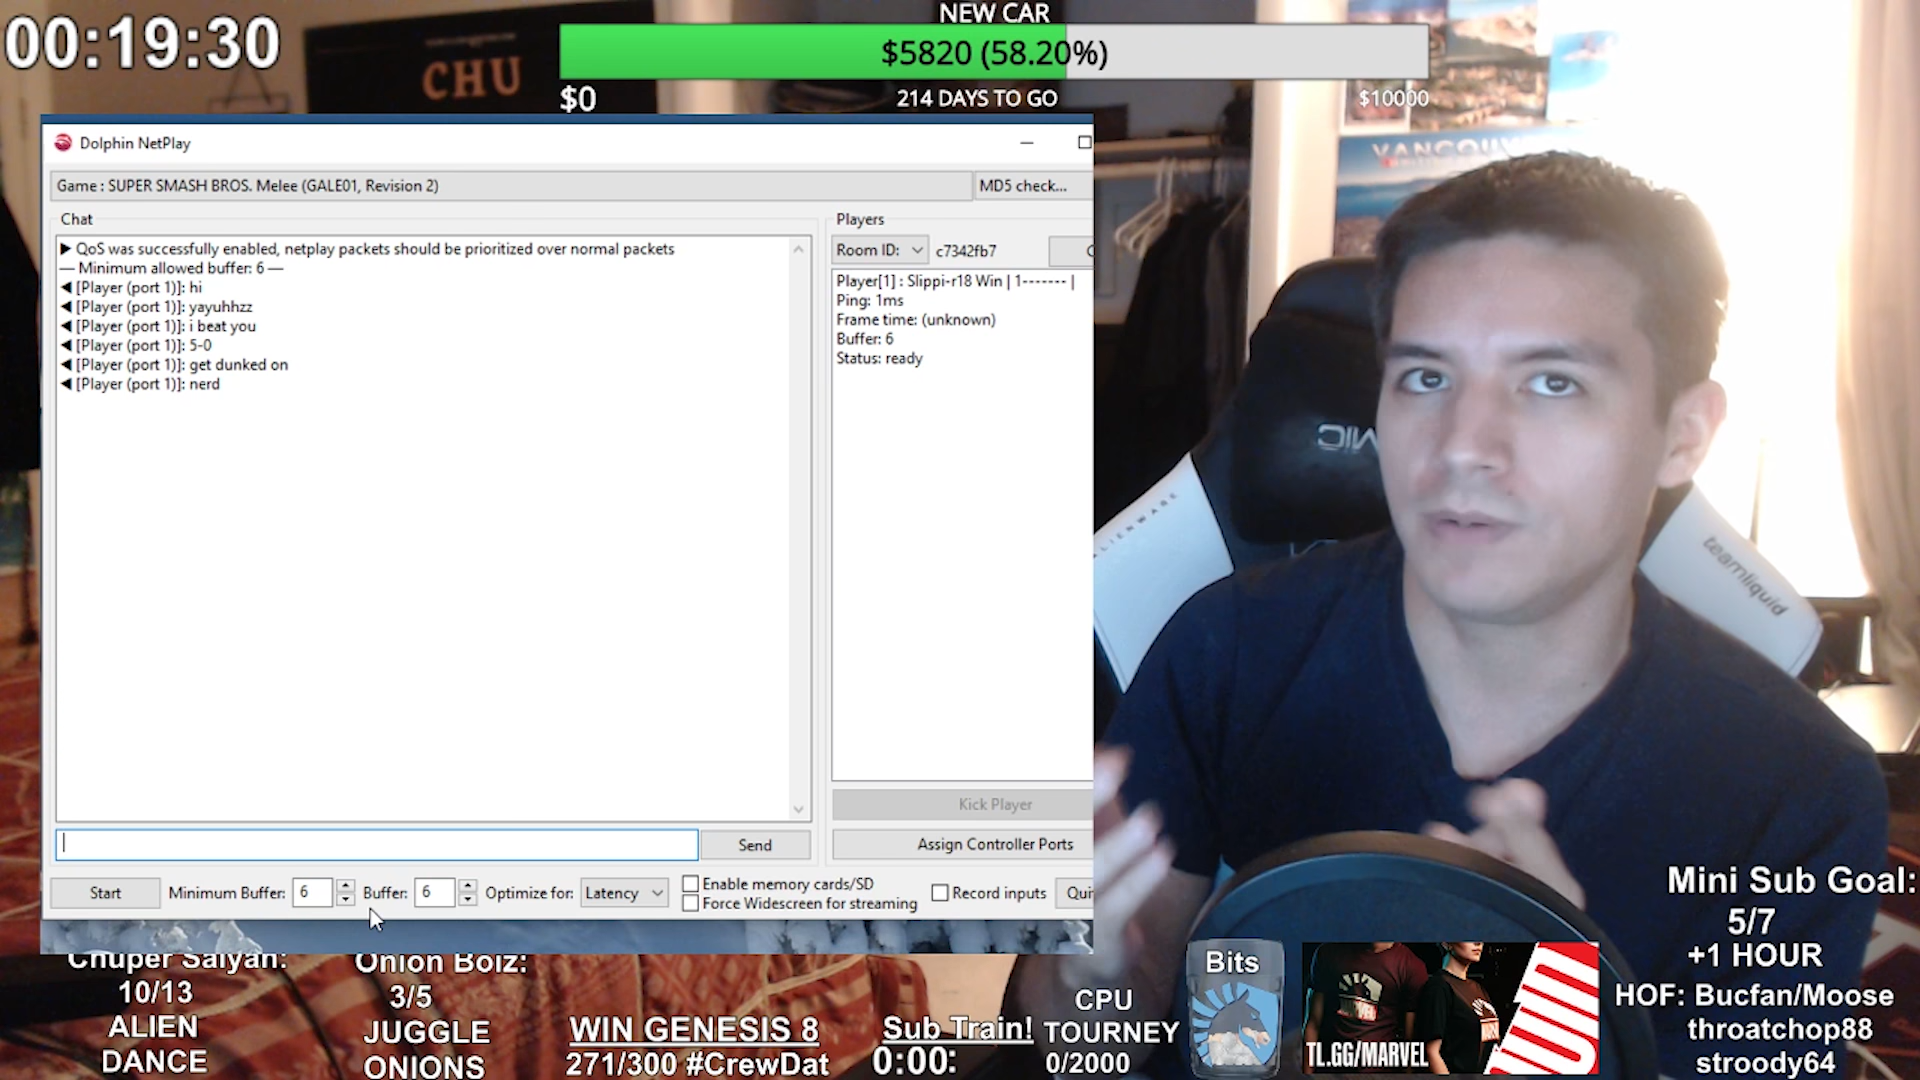 00:19:30
CHU
NEW CAR
$5820 (58.20%)
$0
214 DAYS TO GO
$10000
Dolphin NetPlay
Game : SUPER SMASH BROS. Melee (GALE01, Revision 2)
MD5 check...
Chat
▶ QoS was successfully enabled, netplay packets should be prioritized over normal packets
— Minimum allowed buffer: 6 —
◀ [Player (port 1)]: hi
◀ [Player (port 1)]: yayuhhzz
◀ [Player (port 1)]: i beat you
◀ [Player (port 1)]: 5-0
◀ [Player (port 1)]: get dunked on
◀ [Player (port 1)]: nerd
Players
Room ID:
c7342fb7
Player[1] : Slippi-r18 Win | 1------- |
Ping: 1ms
Frame time: (unknown)
Buffer: 6
Status: ready
Kick Player
Send
Assign Controller Ports
Start
Minimum Buffer: 6
Buffer: 6
Optimize for: Latency
Enable memory cards/SD
Force Widescreen for streaming
Record inputs
Qui
ALIENWARE
teamliquid
Chuper Saiyan:
10/13
ALIEN
DANCE
Onion Boiz:
3/5
JUGGLE
ONIONS
WIN GENESIS 8
271/300 #CrewDat
Sub Train!
0:00:
CPU
TOURNEY
0/2000
Bits
TL.GG/MARVEL
Mini Sub Goal:
5/7
+1 HOUR
HOF: Bucfan/Moose
throatchop88
stroody64